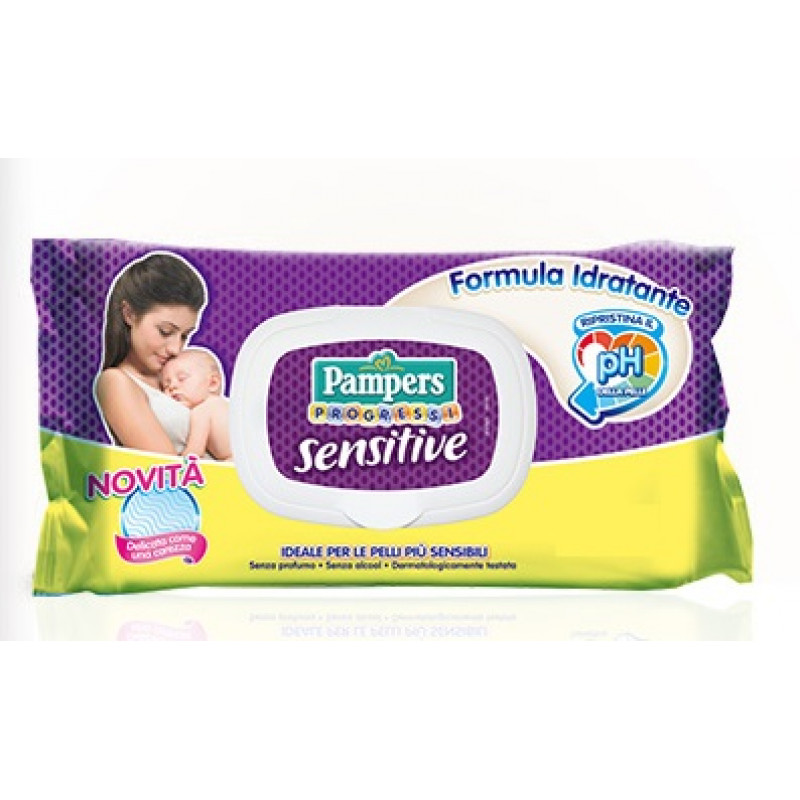 Formula Idratante
RIPRISTINA IL
pH
DELLA PELLE
Pampers
PROGRESSI
sensitive
NOVITÀ
Delicata come
una carezza
IDEALE PER LE PELLI PIÙ SENSIBILI
Senza profumo • Senza alcool • Dermatologicamente testata